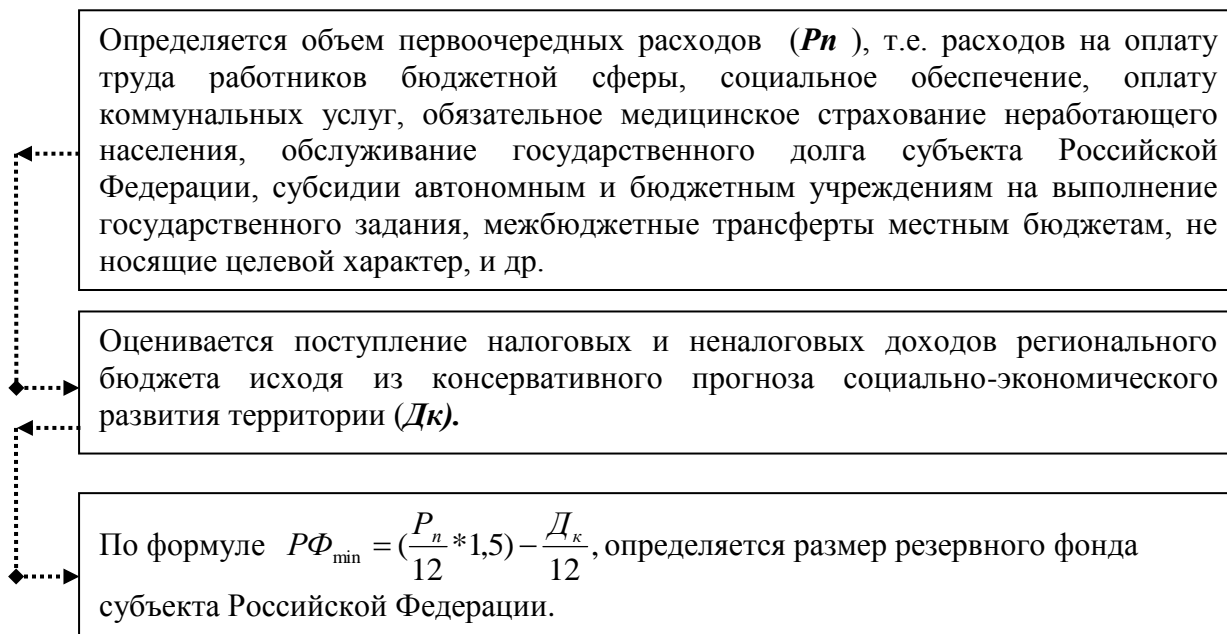 Определяется объем первоочередных расходов (Рп ), т.е. расходов на оплату
труда работников бюджетной сферы, социальное обеспечение, оплату
коммунальных услуг, обязательное медицинское страхование неработающего
населения, обслуживание государственного долга субъекта Российской
Федерации, субсидии автономным и бюджетным учреждениям на выполнение
государственного задания, межбюджетные трансферты местным бюджетам, не
носящие целевой характер, и др.
Оценивается поступление налоговых и неналоговых доходов регионального
бюджета исходя из консервативного прогноза социально-экономического
развития территории (Дк).
По формуле РФ_min = (Р_п/12 *1,5) − Д_к/12, определяется размер резервного фонда
субъекта Российской Федерации.